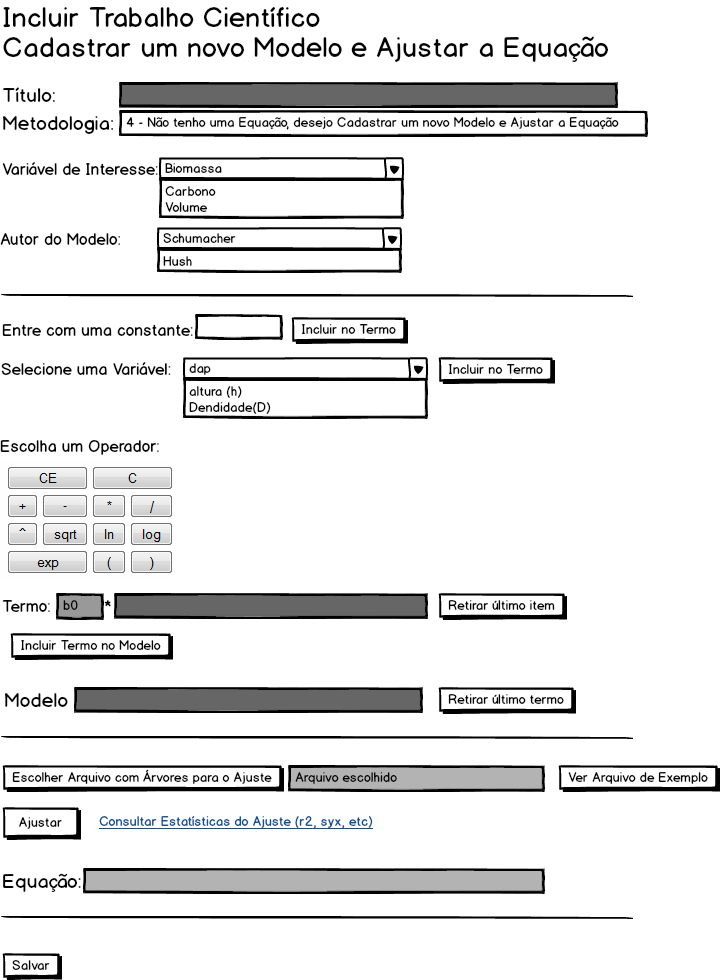 Incluir Trabalho Científico
Cadastrar um novo Modelo e Ajustar a Equação
Título:
Metodologia: 4 - Não tenho uma Equação, desejo Cadastrar um novo Modelo e Ajustar a Equação
Variável de Interesse: Biomassa
Carbono
Volume
Autor do Modelo: Schumacher
Hush
Entre com uma constante: Incluir no Termo
Selecione uma Variável: dap Incluir no Termo
altura (h)
Dendidade(D)
Escolha um Operador:
CE C
+ - * /
^ sqrt ln log
exp ( )
Termo: b0 * Retirar último item
Incluir Termo no Modelo
Modelo Retirar último termo
Escolher Arquivo com Árvores para o Ajuste Arquivo escolhido Ver Arquivo de Exemplo
Ajustar Consultar Estatísticas do Ajuste (r2, syx, etc)
Equação:
Salvar